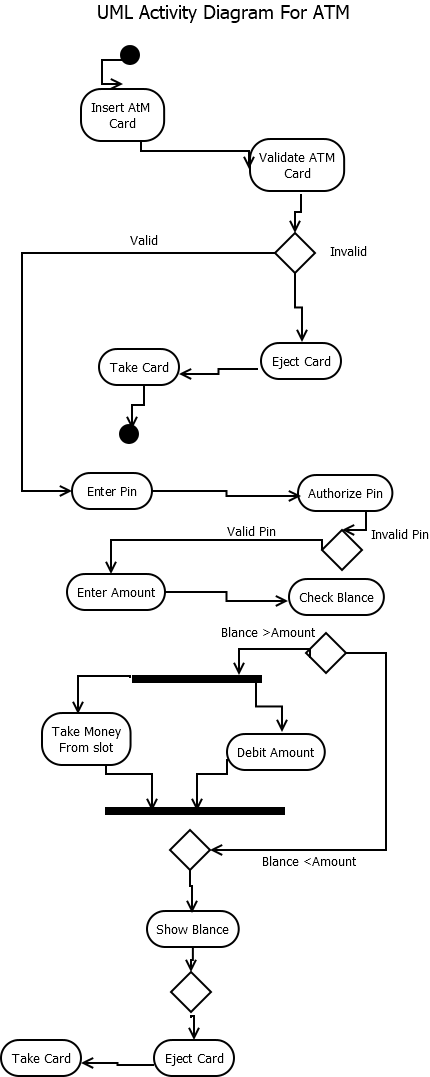 UML Activity Diagram For ATM
Insert AtM
Card
Validate ATM
Card
Valid
Invalid
Eject Card
Take Card
Enter Pin
Authorize Pin
Valid Pin
Invalid Pin
Enter Amount
Check Blance
Blance >Amount
Take Money
From slot
Debit Amount
Blance <Amount
Show Blance
Take Card
Eject Card